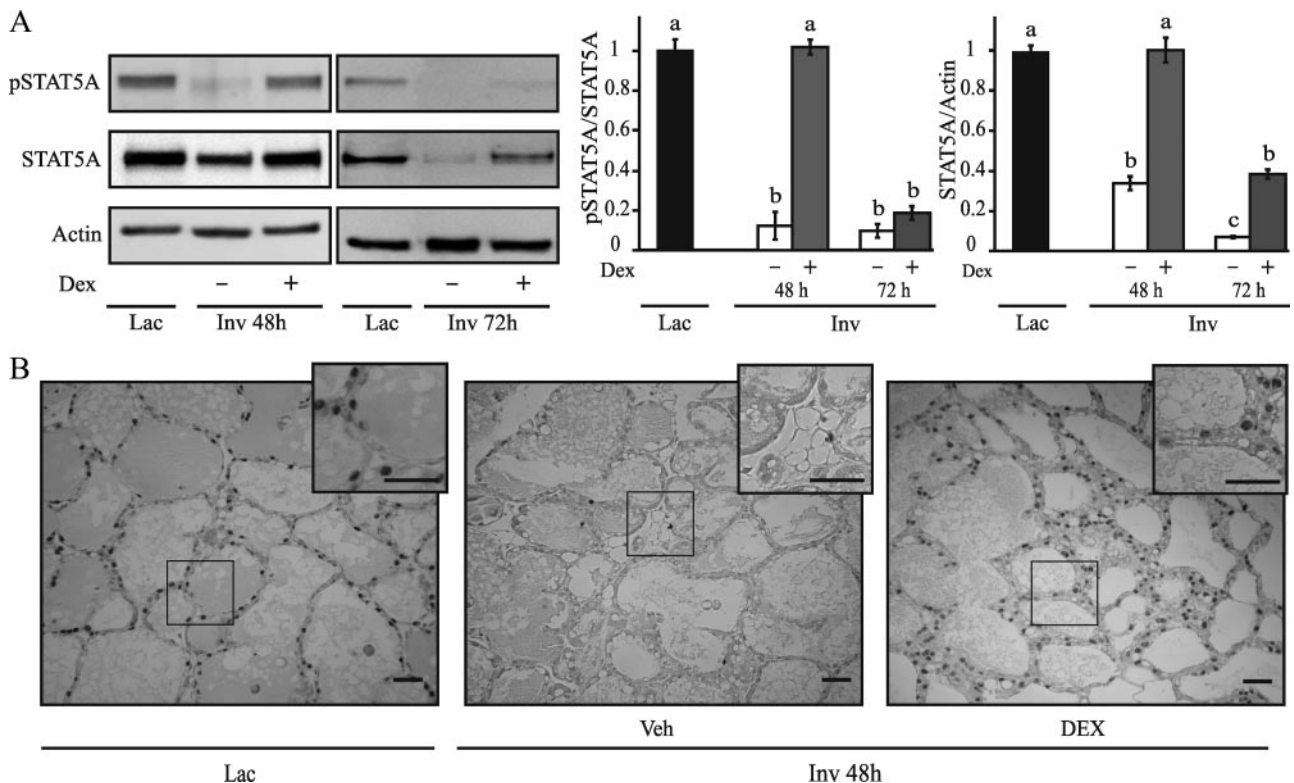 A
pSTAT5A
STAT5A
Actin
Dex − +
Lac Inv 48h Lac Inv 72h
pSTAT5A/STAT5A
1
0.8
0.6
0.4
0.2
0
a a
b b b
Dex − + − +
48 h 72 h
Lac Inv
STAT5A/Actin
1
0.8
0.6
0.4
0.2
0
a a
b b
c
Dex − + − +
48 h 72 h
Lac Inv
B
Veh DEX
Lac Inv 48h